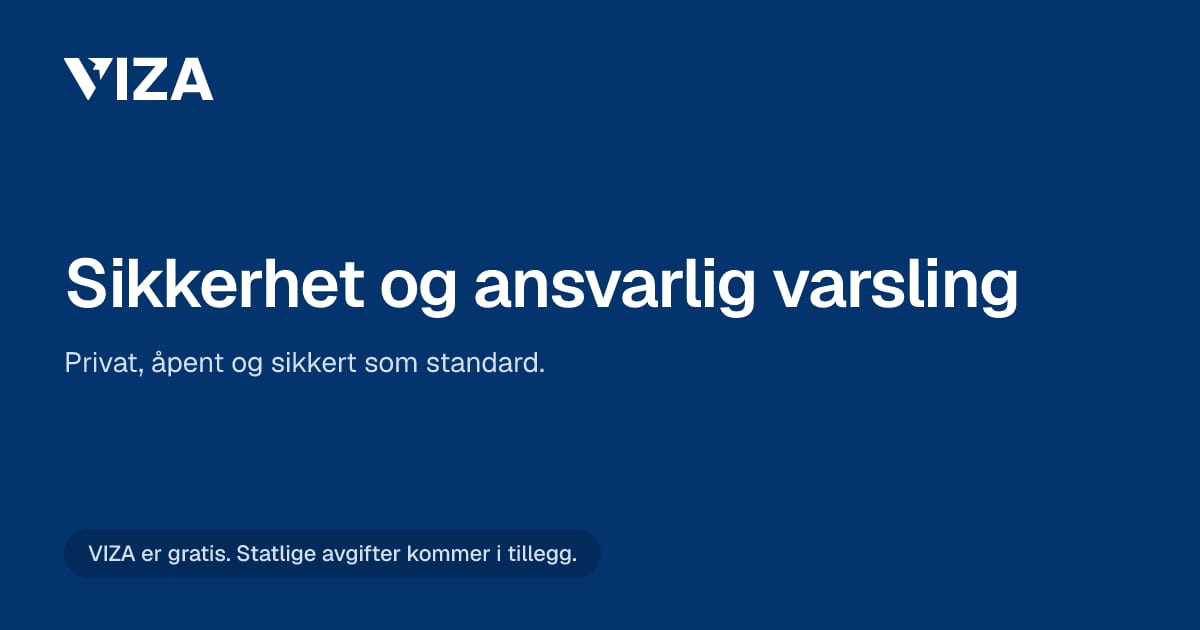 VIZA
Sikkerhet og ansvarlig varsling
Privat, åpent og sikkert som standard.
VIZA er gratis. Statlige avgifter kommer i tillegg.